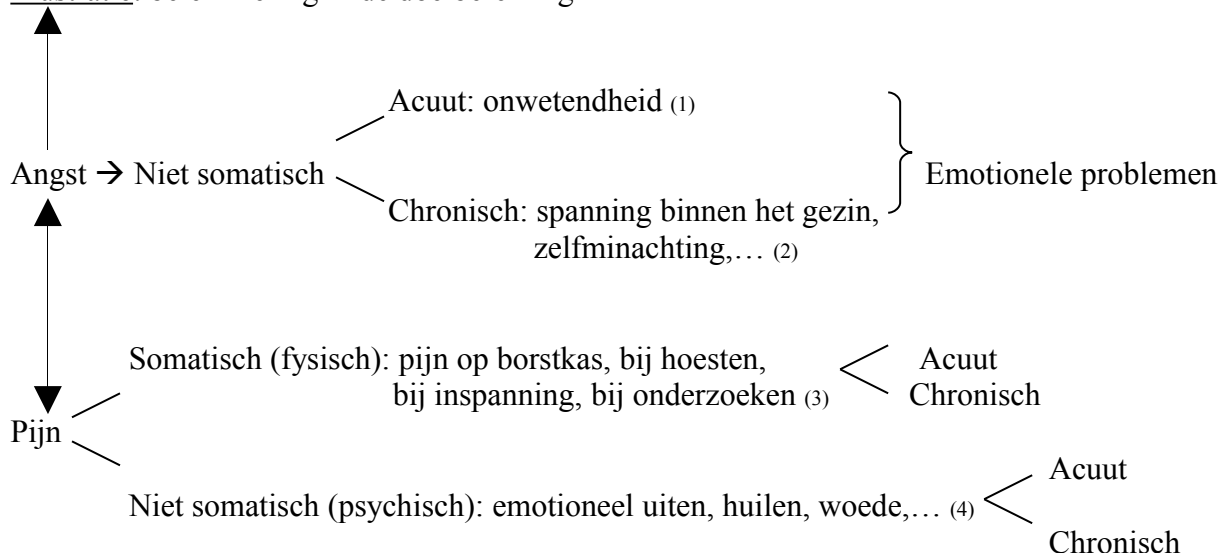 Acuut: onwetendheid (1)
Angst → Niet somatisch
Emotionele problemen
Chronisch: spanning binnen het gezin,
zelfminachting,… (2)
Somatisch (fysisch): pijn op borstkas, bij hoesten,
bij inspanning, bij onderzoeken (3)
Acuut
Chronisch
Pijn
Niet somatisch (psychisch): emotioneel uiten, huilen, woede,… (4)
Acuut
Chronisch